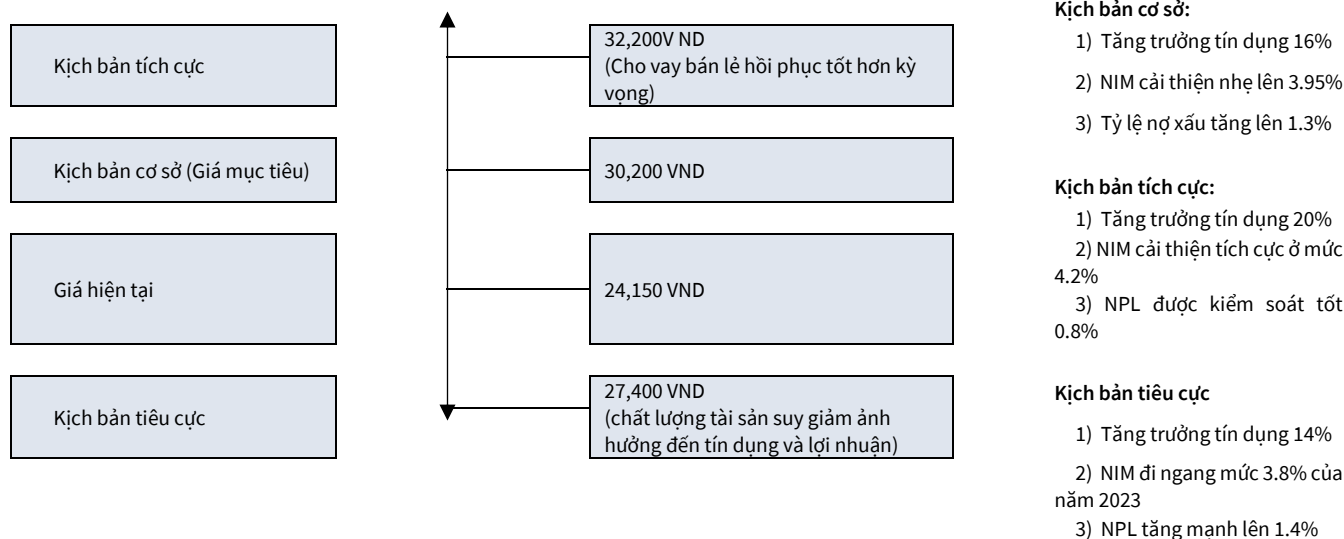 Kịch bản tích cực
32,200V ND
(Cho vay bán lẻ hồi phục tốt hơn kỳ
vọng)
Kịch bản cơ sở (Giá mục tiêu)
30,200 VND
Giá hiện tại
24,150 VND
Kịch bản tiêu cực
27,400 VND
(chất lượng tài sản suy giảm ảnh
hưởng đến tín dụng và lợi nhuận)
Kịch bản cơ sở:
1) Tăng trưởng tín dụng 16%
2) NIM cải thiện nhẹ lên 3.95%
3) Tỷ lệ nợ xấu tăng lên 1.3%
Kịch bản tích cực:
1) Tăng trưởng tín dụng 20%
2) NIM cải thiện tích cực ở mức
4.2%
3) NPL được kiểm soát tốt
0.8%
Kịch bản tiêu cực
1) Tăng trưởng tín dụng 14%
2) NIM đi ngang mức 3.8% của
năm 2023
3) NPL tăng mạnh lên 1.4%